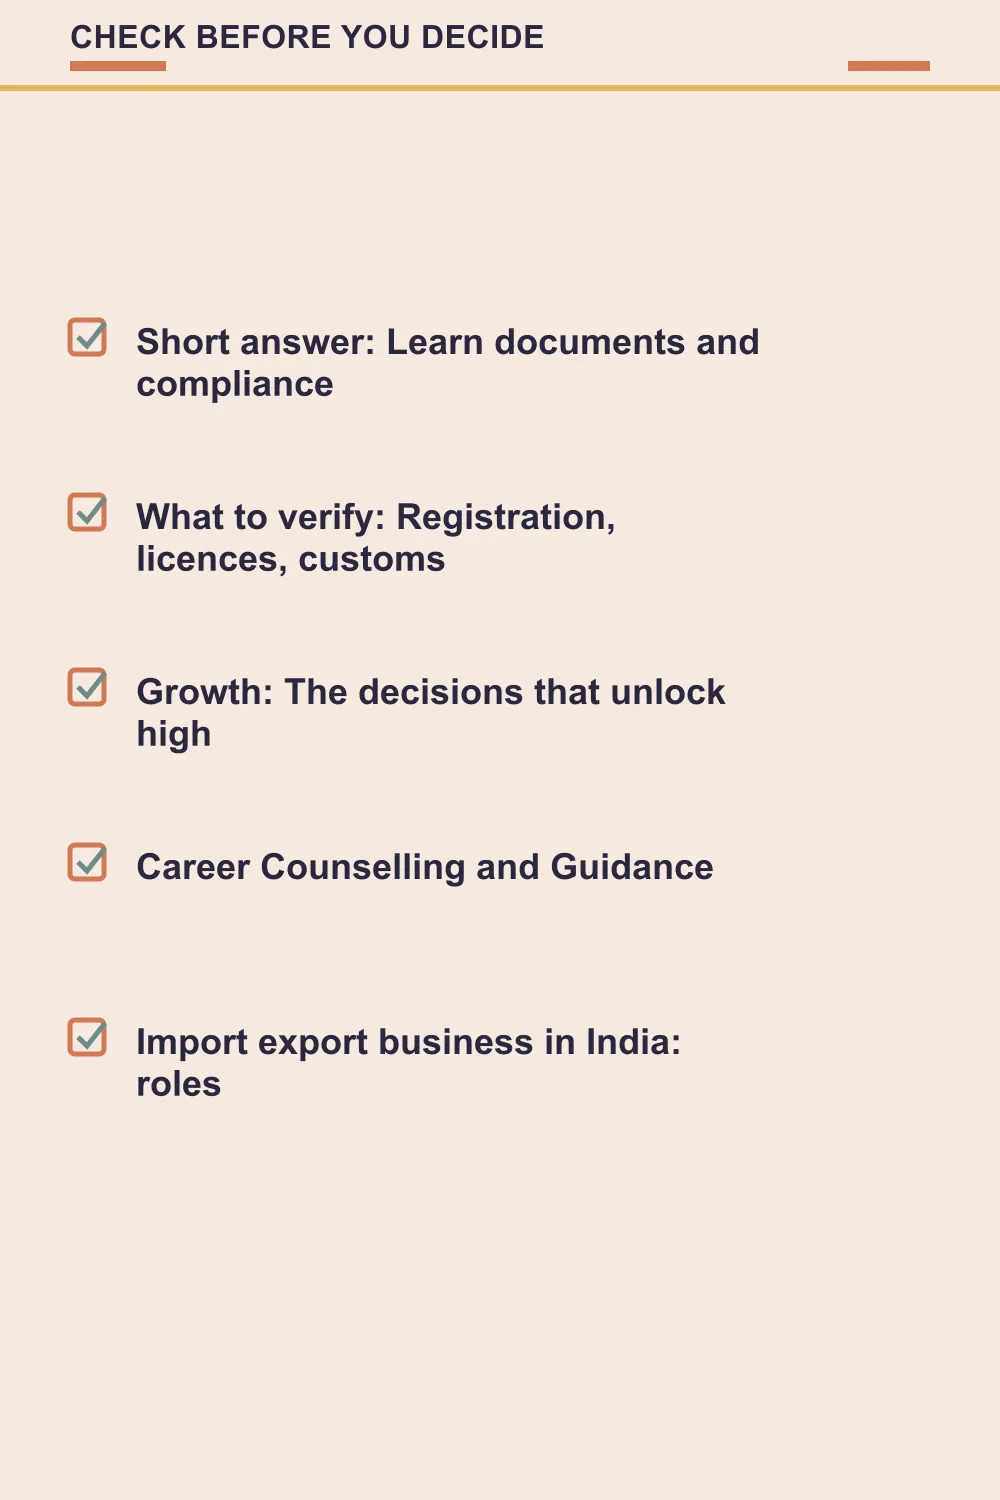 CHECK BEFORE YOU DECIDE
Short answer: Learn documents and
compliance
What to verify: Registration,
licences, customs
Growth: The decisions that unlock
high
Career Counselling and Guidance
Import export business in India:
roles